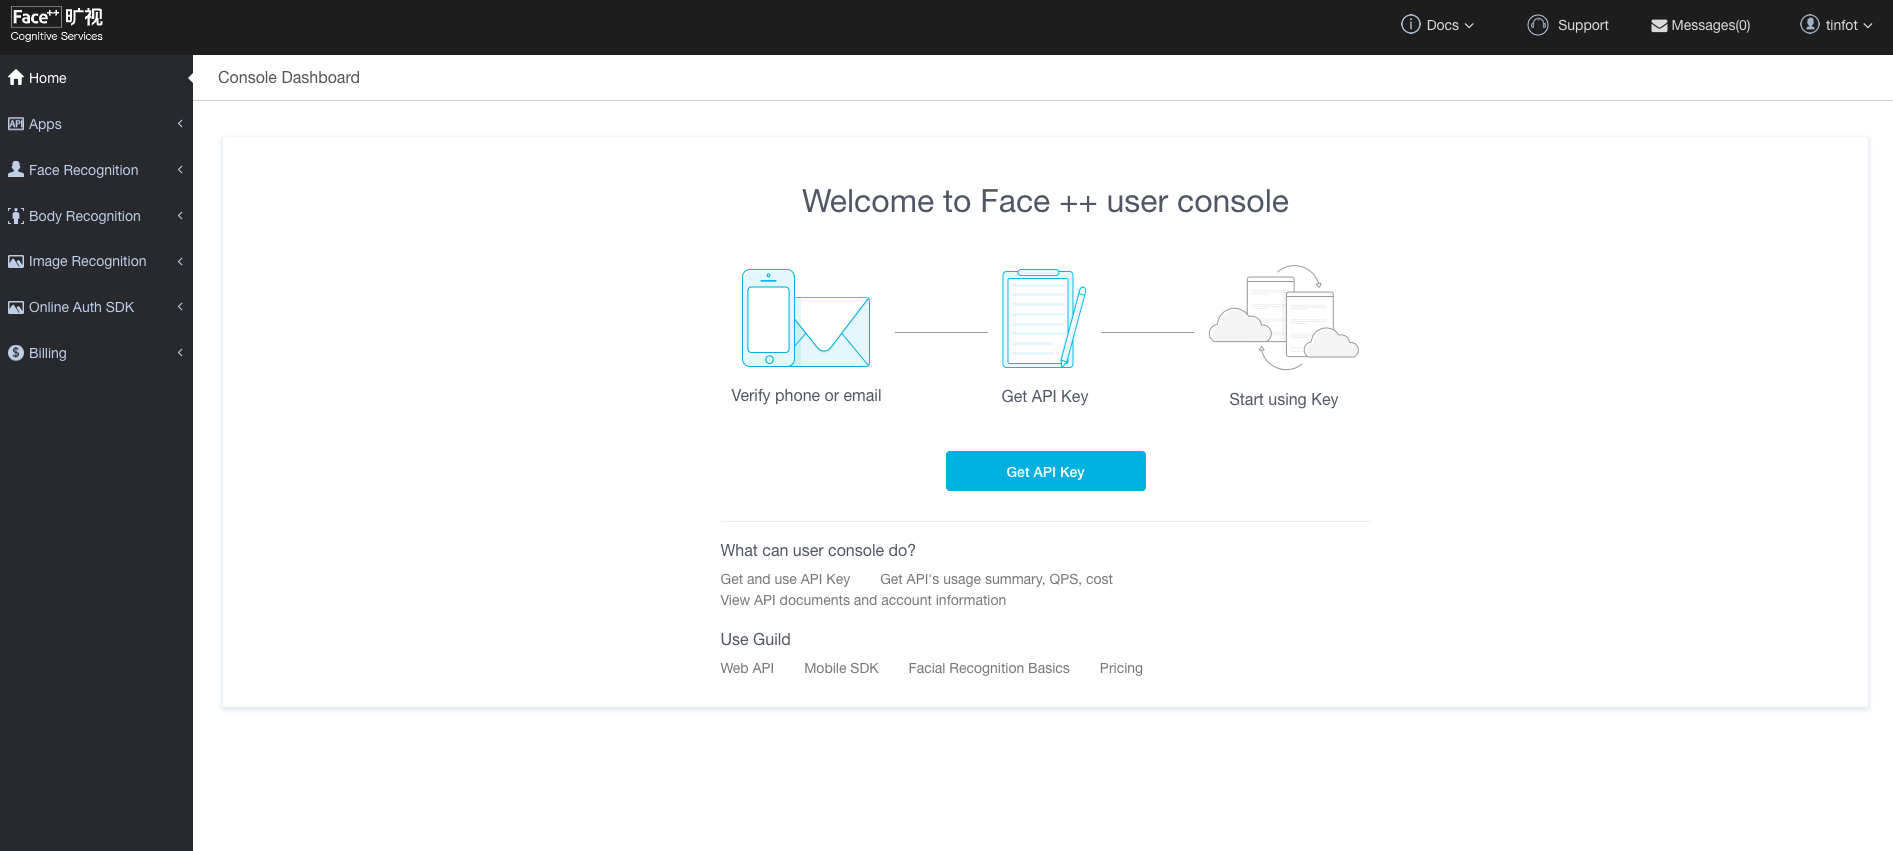 Face++ 旷视
Cognitive Services
Docs
Support
Messages(0)
tinfot
Home
Apps
Face Recognition
Body Recognition
Image Recognition
Online Auth SDK
Billing
Console Dashboard
Welcome to Face ++ user console
Verify phone or email
Get API Key
Start using Key
Get API Key
What can user console do?
Get and use API Key Get API's usage summary, QPS, cost
View API documents and account information
Use Guild
Web API Mobile SDK Facial Recognition Basics Pricing